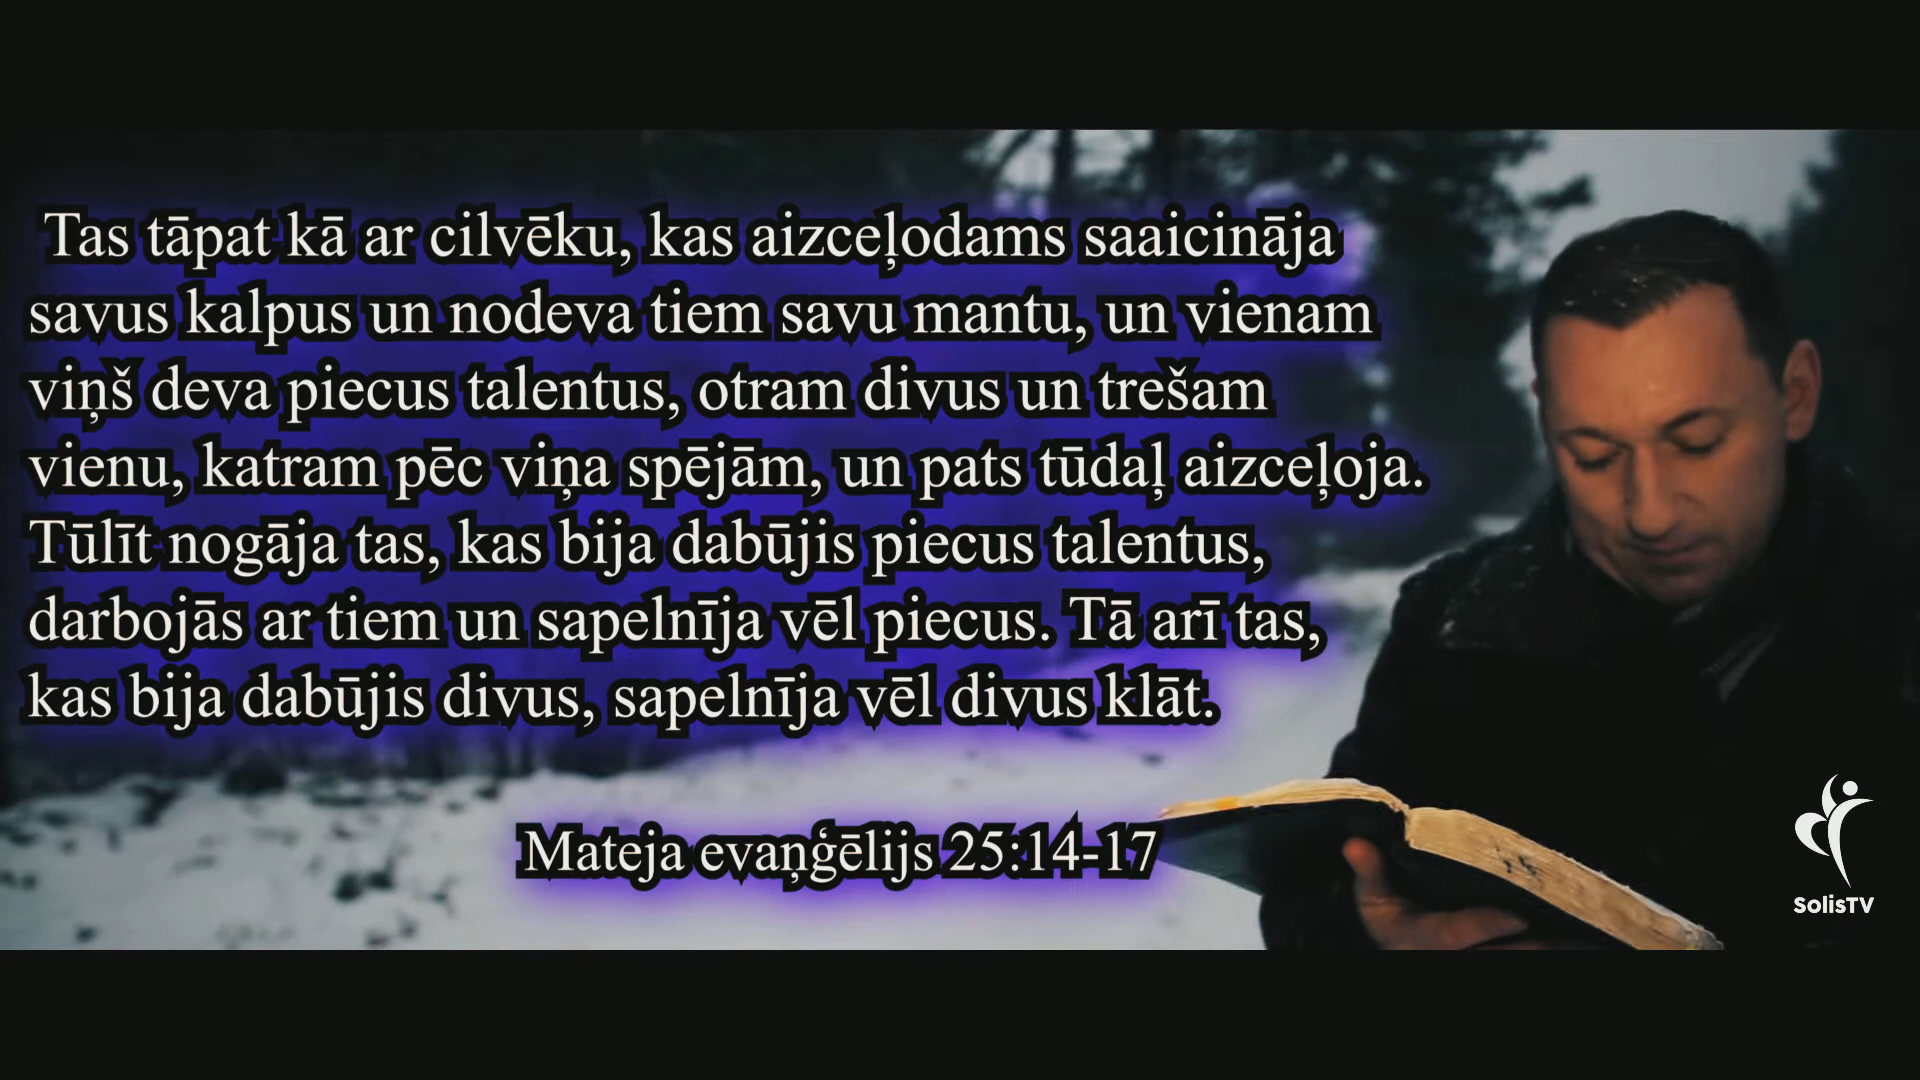 Tas tāpat kā ar cilvēku, kas aizceļodams saaicināja
savus kalpus un nodeva tiem savu mantu, un vienam
viņš deva piecus talentus, otram divus un trešam
vienu, katram pēc viņa spējām, un pats tūdaļ aizceļoja.
Tūlīt nogāja tas, kas bija dabūjis piecus talentus,
darbojās ar tiem un sapelnīja vēl piecus. Tā arī tas,
kas bija dabūjis divus, sapelnīja vēl divus klāt.
Mateja evaņģēlijs 25:14-17
SolisTV